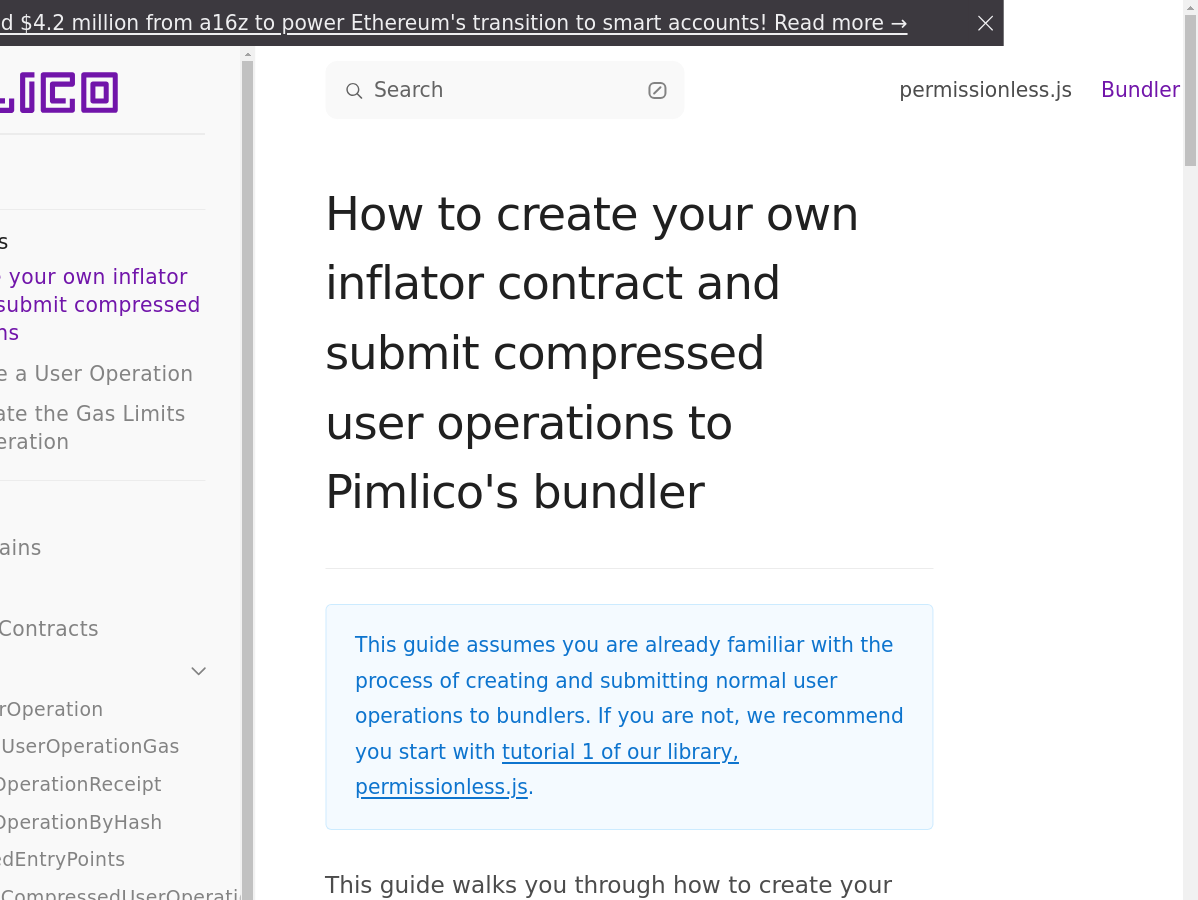 d $4.2 million from a16z to power Ethereum's transition to smart accounts! Read more →
LICO
Search
permissionless.js
Bundler
s
your own inflator
submit compressed
ns
e a User Operation
ate the Gas Limits
eration
ains
Contracts
rOperation
UserOperationGas
OperationReceipt
OperationByHash
edEntryPoints
CompressedUserOperati
How to create your own
inflator contract and
submit compressed
user operations to
Pimlico's bundler
This guide assumes you are already familiar with the
process of creating and submitting normal user
operations to bundlers. If you are not, we recommend
you start with tutorial 1 of our library,
permissionless.js.
This guide walks you through how to create your